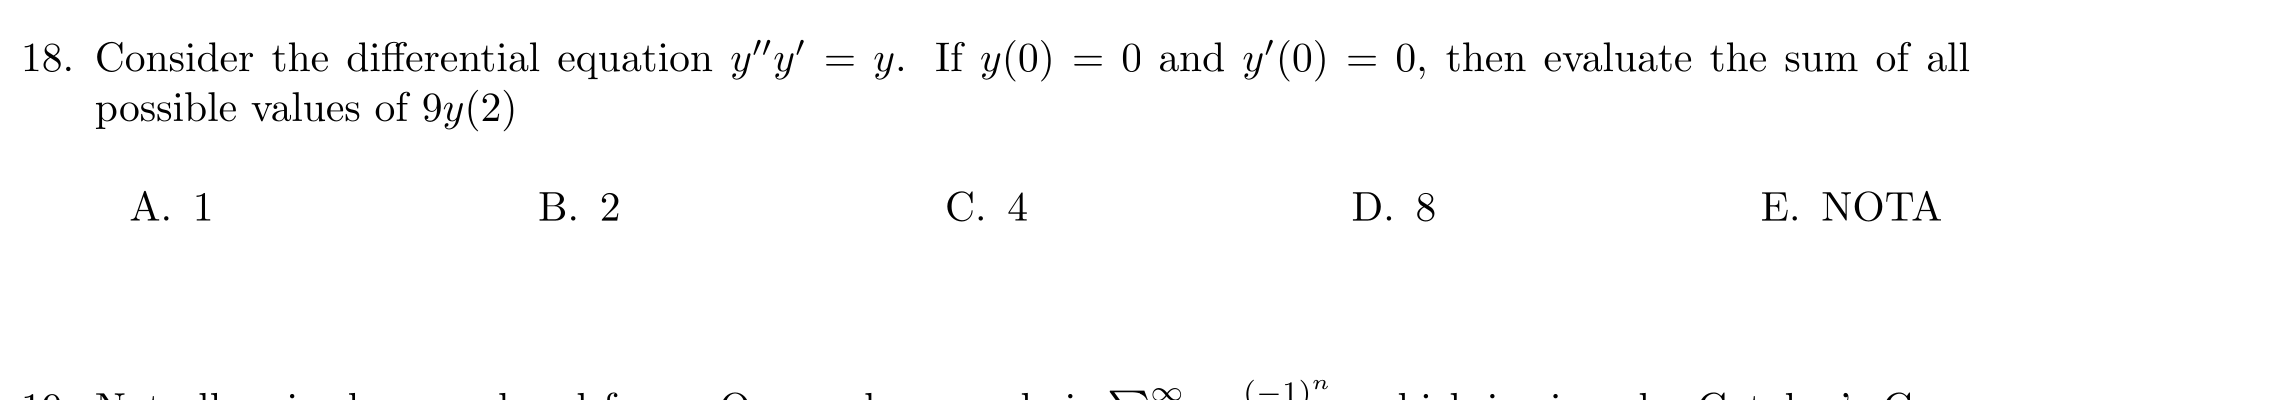 18. Consider the differential equation y″y′ = y. If y(0) = 0 and y′(0) = 0, then evaluate the sum of all
possible values of 9y(2)
A. 1 B. 2 C. 4 D. 8 E. NOTA